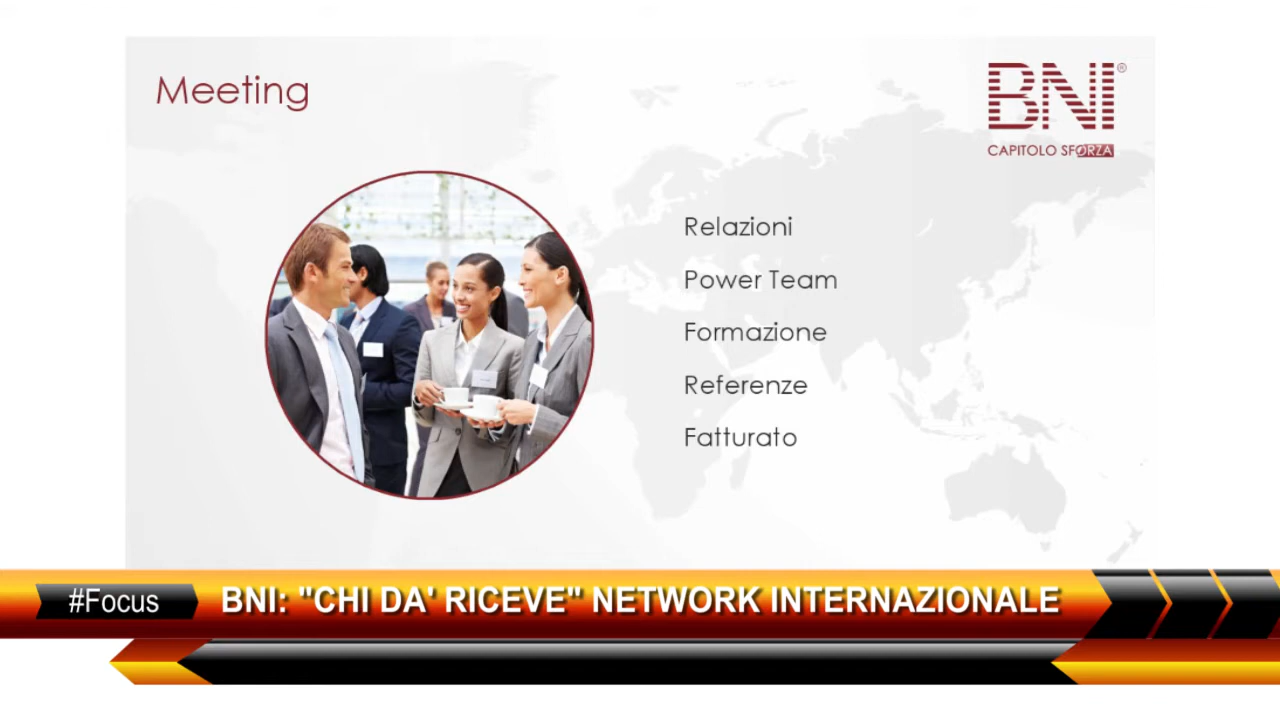 Meeting
BNI®
CAPITOLO SFORZA
Relazioni
Power Team
Formazione
Referenze
Fatturato
#Focus
BNI: "CHI DA' RICEVE" NETWORK INTERNAZIONALE